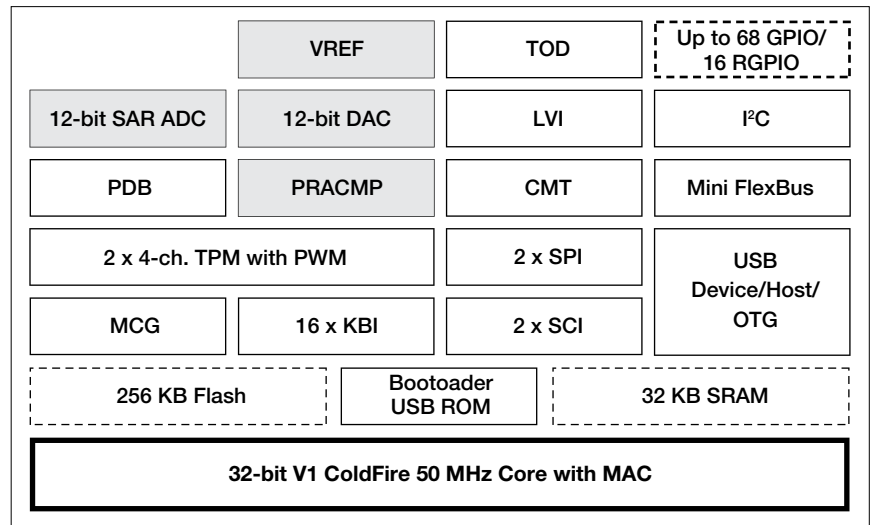 VREF
TOD
Up to 68 GPIO/
16 RGPIO
12-bit SAR ADC
12-bit DAC
LVI
I²C
PDB
PRACMP
CMT
Mini FlexBus
2 x 4-ch. TPM with PWM
2 x SPI
USB
Device/Host/
OTG
MCG
16 x KBI
2 x SCI
256 KB Flash
Bootoader
USB ROM
32 KB SRAM
32-bit V1 ColdFire 50 MHz Core with MAC